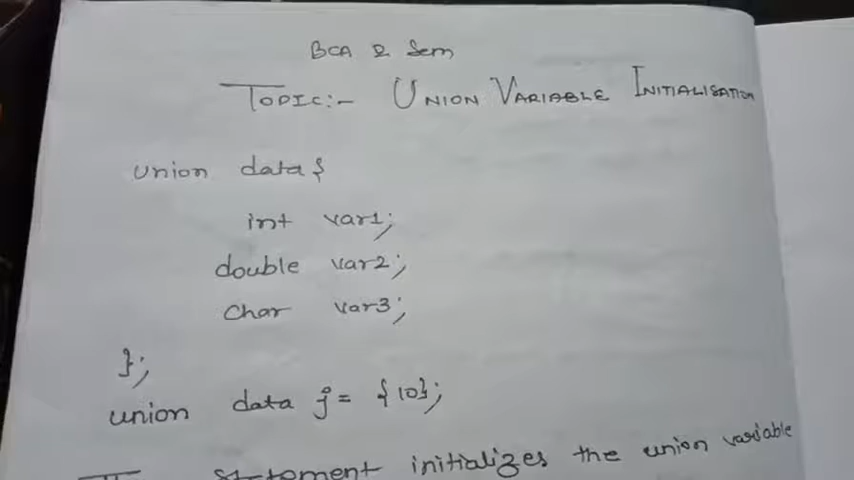 BCA 2 Sem
TOPIC:- UNION VARIABLE INITIALISATION
union data{
int var1;
double var2;
char var3;
};
union data j= {10};
statement initializes the union variable